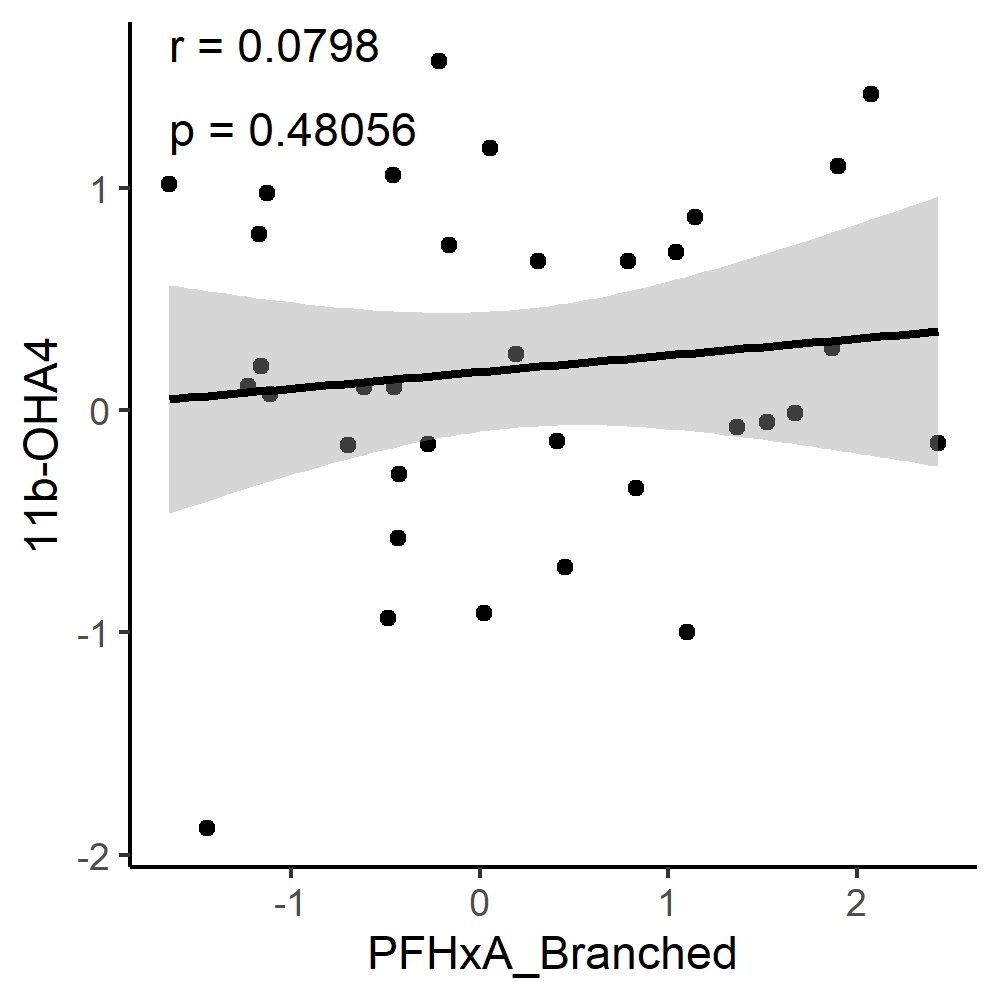 r = 0.0798
p = 0.48056
1
0
-1
-2
11b-OHA4
-1
0
1
2
PFHxA_Branched